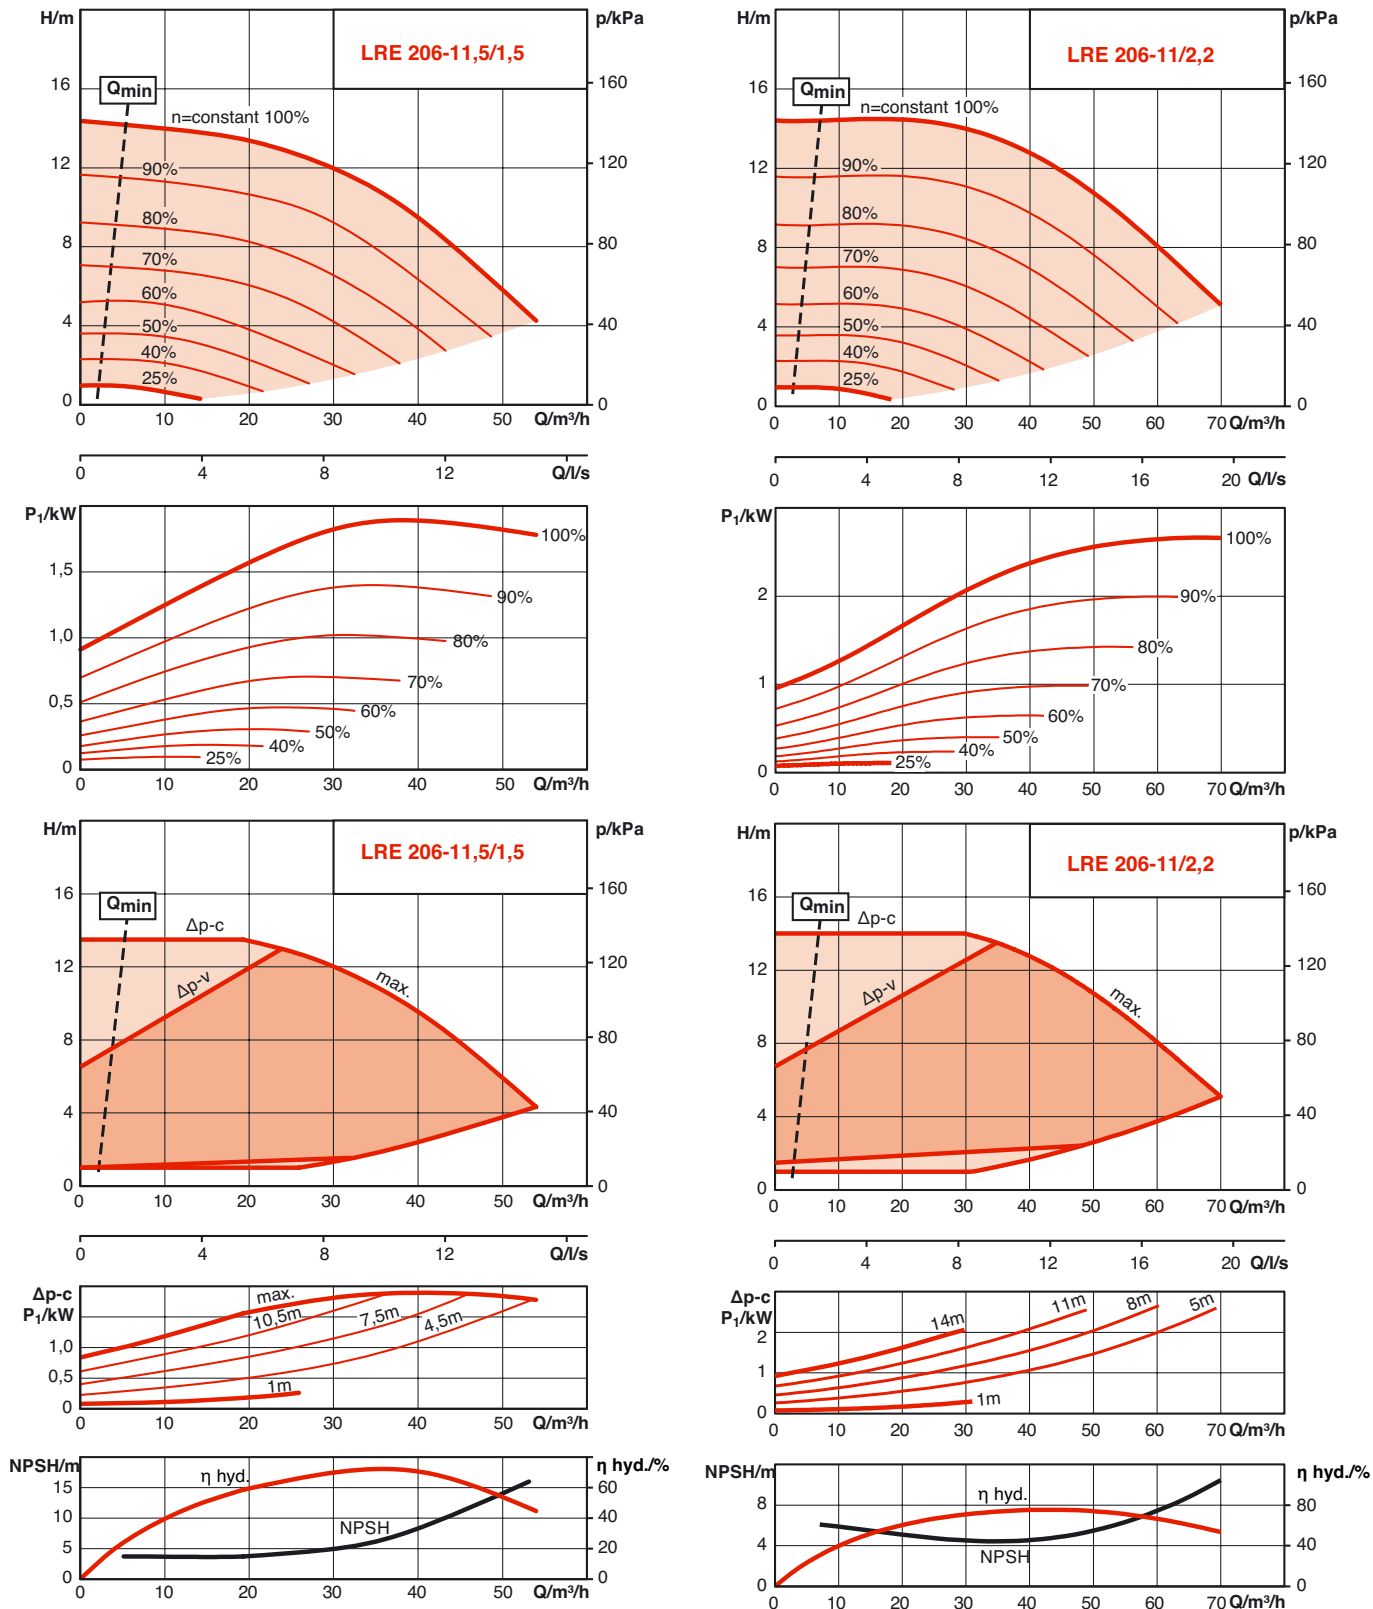 H/m
p/kPa
LRE 206-11,5/1,5
Qmin
n=constant 100%
90%
80%
70%
60%
50%
40%
25%
16
12
8
4
0
160
120
80
40
0
0 10 20 30 40 50 Q/m³/h
0 4 8 12 Q/l/s
P1/kW
1,5
1,0
0,5
0
100%
90%
80%
70%
60%
50%
40%
25%
0 10 20 30 40 50 Q/m³/h
H/m
p/kPa
LRE 206-11,5/1,5
Qmin
Δp-c
Δp-v
max.
16
12
8
4
0
160
120
80
40
0
0 10 20 30 40 50 Q/m³/h
0 4 8 12 Q/l/s
Δp-c
P1/kW
1,0
0,5
0
max.
10,5m
7,5m
4,5m
1m
0 10 20 30 40 50 Q/m³/h
NPSH/m
η hyd./%
15
10
5
0
60
40
20
0
η hyd.
NPSH
0 10 20 30 40 50 Q/m³/h
H/m
p/kPa
LRE 206-11/2,2
Qmin
n=constant 100%
90%
80%
70%
60%
50%
40%
25%
16
12
8
4
0
160
120
80
40
0
0 10 20 30 40 50 60 70 Q/m³/h
0 4 8 12 16 20 Q/l/s
P1/kW
2
1
0
100%
90%
80%
70%
60%
50%
40%
25%
0 10 20 30 40 50 60 70 Q/m³/h
H/m
p/kPa
LRE 206-11/2,2
Qmin
Δp-c
Δp-v
max.
16
12
8
4
0
160
120
80
40
0
0 10 20 30 40 50 60 70 Q/m³/h
0 4 8 12 16 20 Q/l/s
Δp-c
P1/kW
2
1
0
14m
11m
8m
5m
1m
0 10 20 30 40 50 60 70 Q/m³/h
NPSH/m
η hyd./%
8
4
0
80
40
0
η hyd.
NPSH
0 10 20 30 40 50 60 70 Q/m³/h